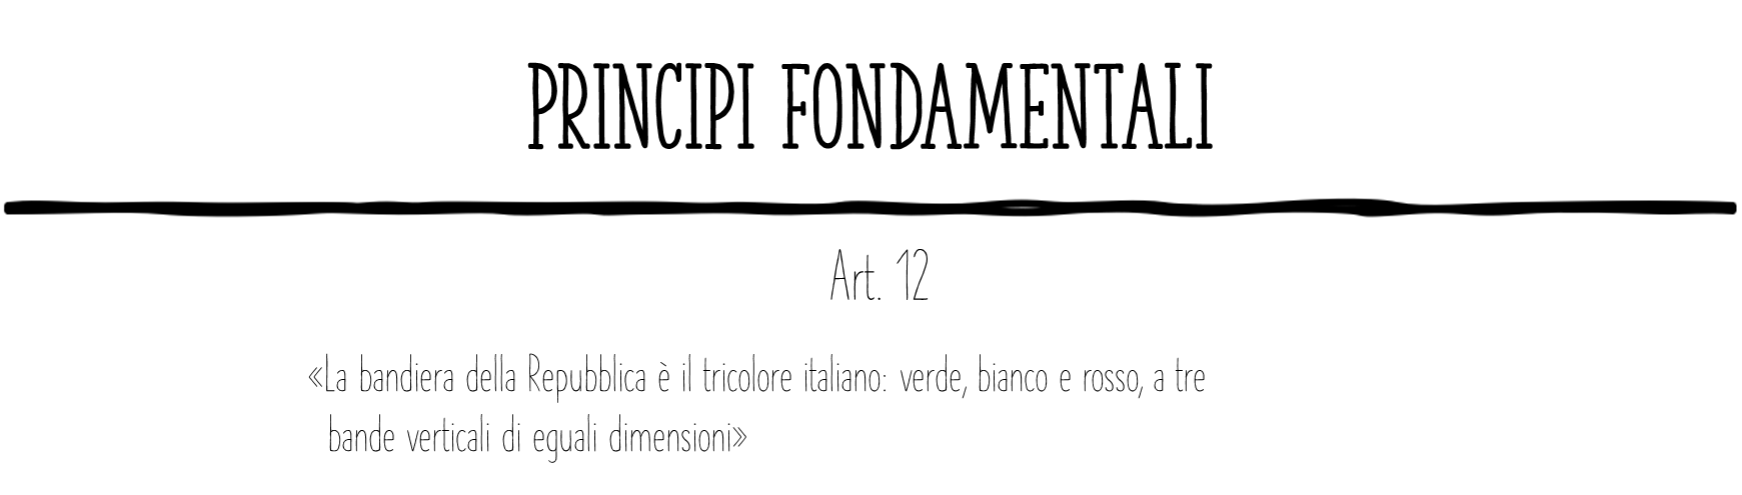 PRINCIPI FONDAMENTALI
Art. 12
«La bandiera della Repubblica è il tricolore italiano: verde, bianco e rosso, a tre
bande verticali di eguali dimensioni»